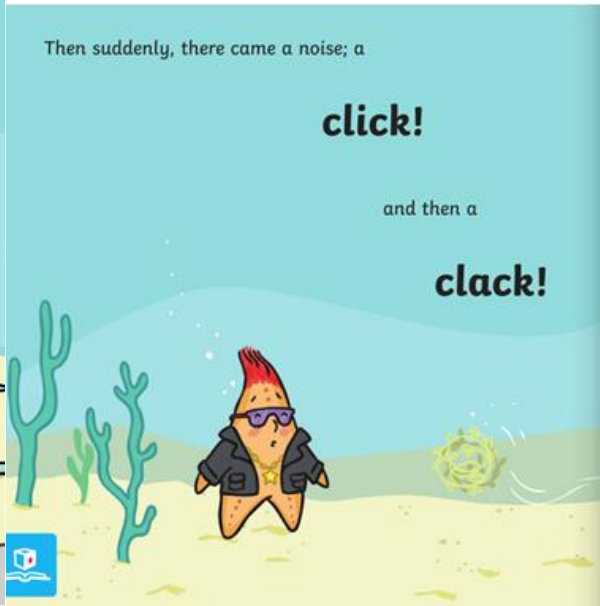 Then suddenly, there came a noise; a
click!
and then a
clack!